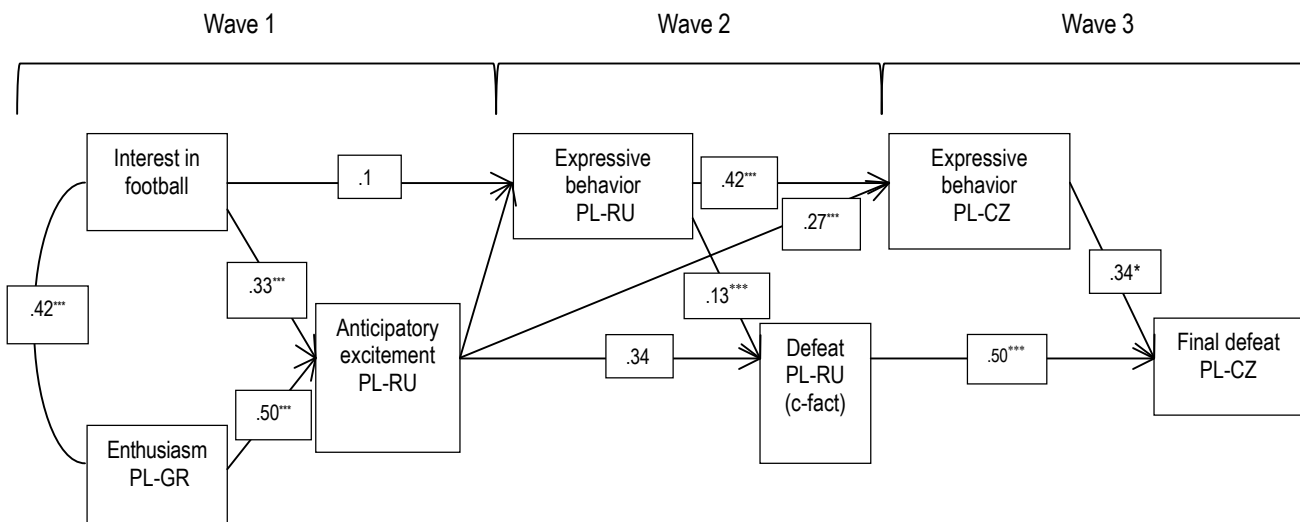 Wave 1
Wave 2
Wave 3
Interest in
football
.1
Expressive
behavior
PL-RU
.42***
Expressive
behavior
PL-CZ
.27***
.33***
.13***
.34*
.42***
Anticipatory
excitement
PL-RU
.34
Defeat
PL-RU
(c-fact)
.50***
Final defeat
PL-CZ
.50***
Enthusiasm
PL-GR